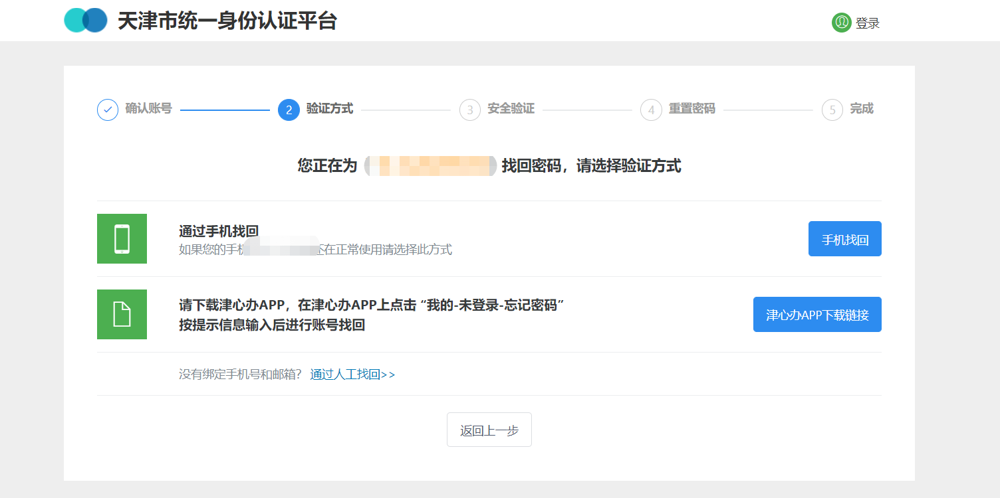 天津市统一身份认证平台
登录
确认账号
2 验证方式
3 安全验证
4 重置密码
5 完成
您正在为 找回密码，请选择验证方式
通过手机找回
如果您的手机 还在正常使用请选择此方式
手机找回
请下载津心办APP，在津心办APP上点击 “我的-未登录-忘记密码”
按提示信息输入后进行账号找回
津心办APP下载链接
没有绑定手机号和邮箱？ 通过人工找回>>
返回上一步